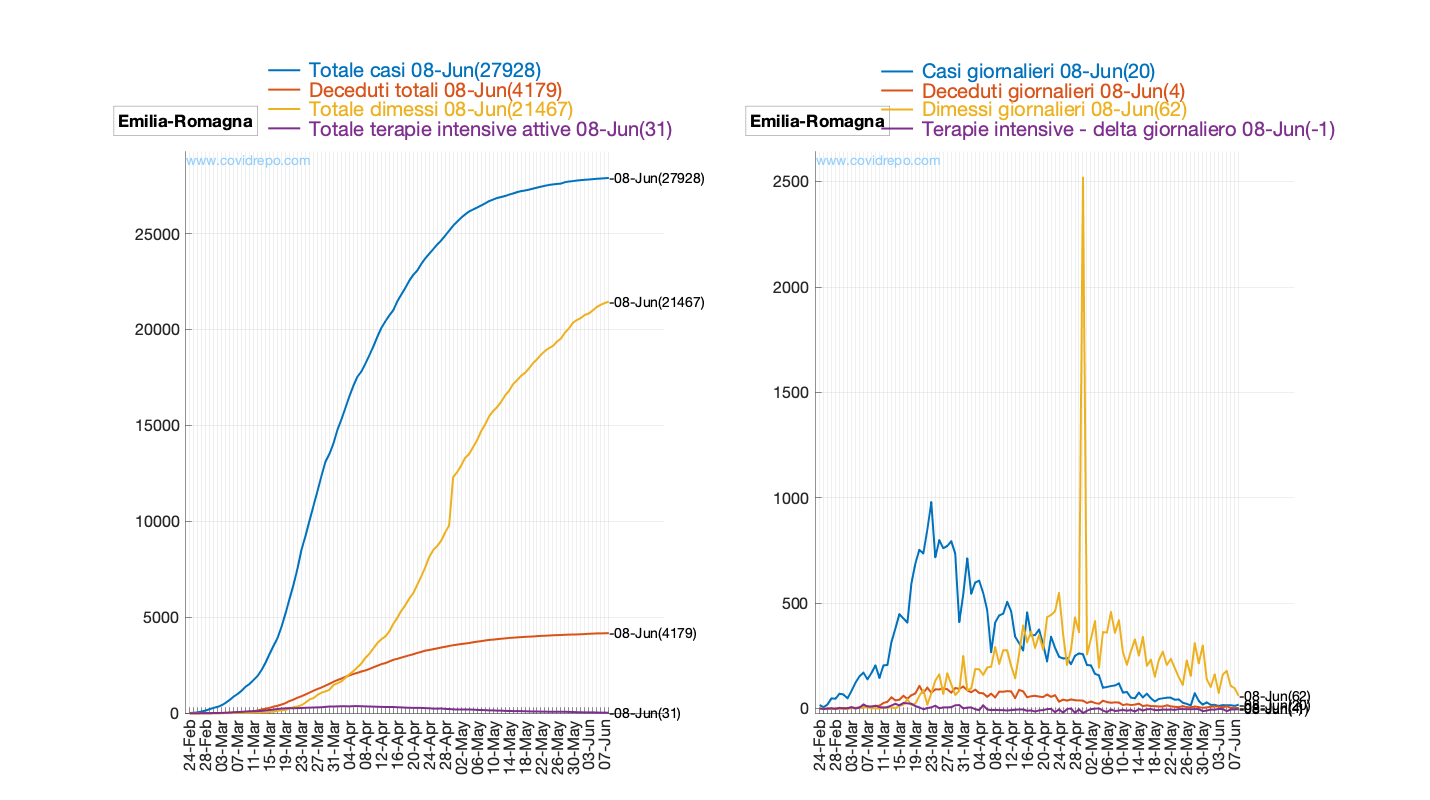 Totale casi 08-Jun(27928)
Deceduti totali 08-Jun(4179)
Totale dimessi 08-Jun(21467)
Totale terapie intensive attive 08-Jun(31)
Emilia-Romagna
www.covidrepo.com
25000
20000
15000
10000
5000
0
-08-Jun(27928)
-08-Jun(21467)
-08-Jun(4179)
-08-Jun(31)
24-Feb
28-Feb
03-Mar
07-Mar
11-Mar
15-Mar
19-Mar
23-Mar
27-Mar
31-Mar
04-Apr
08-Apr
12-Apr
16-Apr
20-Apr
24-Apr
28-Apr
02-May
06-May
10-May
14-May
18-May
22-May
26-May
30-May
03-Jun
07-Jun
Casi giornalieri 08-Jun(20)
Deceduti giornalieri 08-Jun(4)
Dimessi giornalieri 08-Jun(62)
Terapie intensive - delta giornaliero 08-Jun(-1)
Emilia-Romagna
www.covidrepo.com
2500
2000
1500
1000
500
0
-08-Jun(62)
24-Feb
28-Feb
03-Mar
07-Mar
11-Mar
15-Mar
19-Mar
23-Mar
27-Mar
31-Mar
04-Apr
08-Apr
12-Apr
16-Apr
20-Apr
24-Apr
28-Apr
02-May
06-May
10-May
14-May
18-May
22-May
26-May
30-May
03-Jun
07-Jun